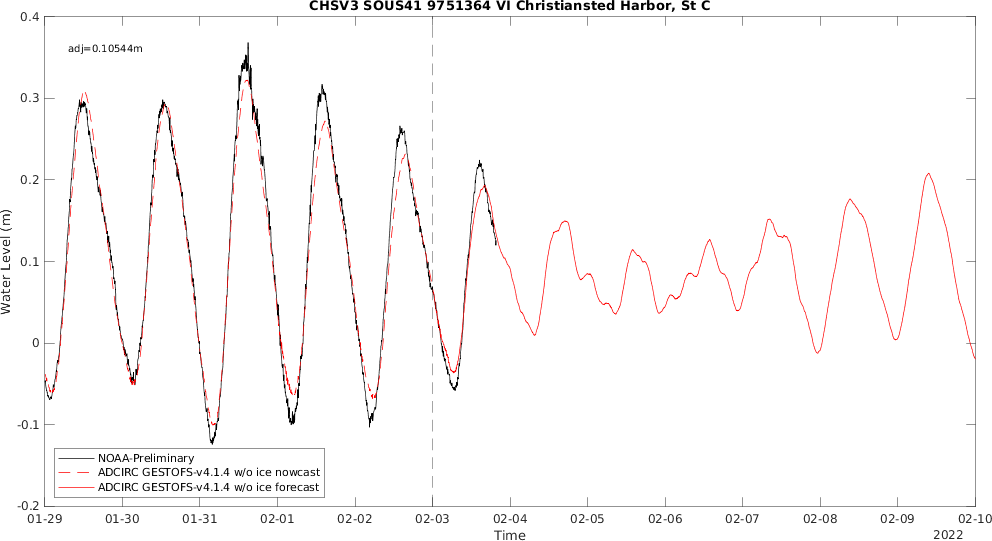 CHSV3 SOUS41 9751364 VI Christiansted Harbor, St C
adj=0.10544m
0.4
0.3
0.2
0.1
0
-0.1
-0.2
Water Level (m)
NOAA-Preliminary
ADCIRC GESTOFS-v4.1.4 w/o ice nowcast
ADCIRC GESTOFS-v4.1.4 w/o ice forecast
01-29 01-30 01-31 02-01 02-02 02-03 02-04 02-05 02-06 02-07 02-08 02-09 02-10
Time
2022